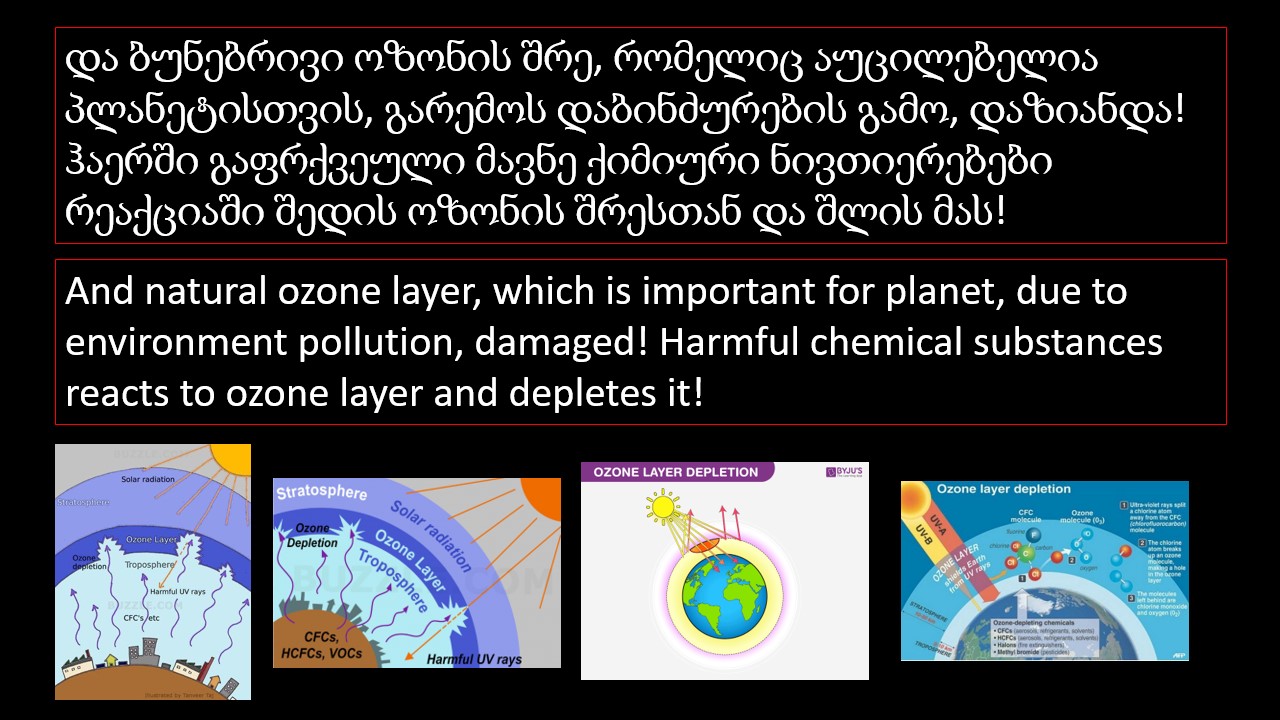 და ბუნებრივი ოზონის შრე, რომელიც აუცილებელია
პლანეტისთვის, გარემოს დაბინძურების გამო, დაზიანდა!
ჰაერში გაფრქვეული მავნე ქიმიური ნივთიერებები
რეაქციაში შედის ოზონის შრესთან და შლის მას!
And natural ozone layer, which is important for planet, due to
environment pollution, damaged! Harmful chemical substances
reacts to ozone layer and depletes it!
Solar radiation
Stratosphere
Ozone Layer
Ozone
depletion
Troposphere
Harmful UV rays
CFC's, etc
Illustrated by Tanveer Taj
Stratosphere
Solar radiation
Ozone
Depletion
Ozone Layer
Troposphere
CFCs,
HCFCs, VOCs
Harmful UV rays
OZONE LAYER DEPLETION
BYJU'S
Ozone layer depletion
UV-A
UV-B
OZONE LAYER
shields Earth
from UV rays
STRATOSPHERE
TROPOSPHERE
CFC
molecule
fluorine
chlorine
carbon
Ozone
molecule (O3)
oxygen
1 Ultra-violet rays split
a chlorine atom
away from the CFC
(chlorofluorocarbon)
molecule
2 The chlorine
atom breaks
up an ozone
molecule,
making a hole
in the ozone
layer
3 The molecules
left behind are
chlorine monoxide
and oxygen (O2)
Ozone-depleting chemicals
• CFCs (aerosols, refrigerants, solvents)
• HCFCs (aerosols, refrigerants, solvents)
• Halons (fire extinguishers)
• Methyl bromide (pesticides)
AFP